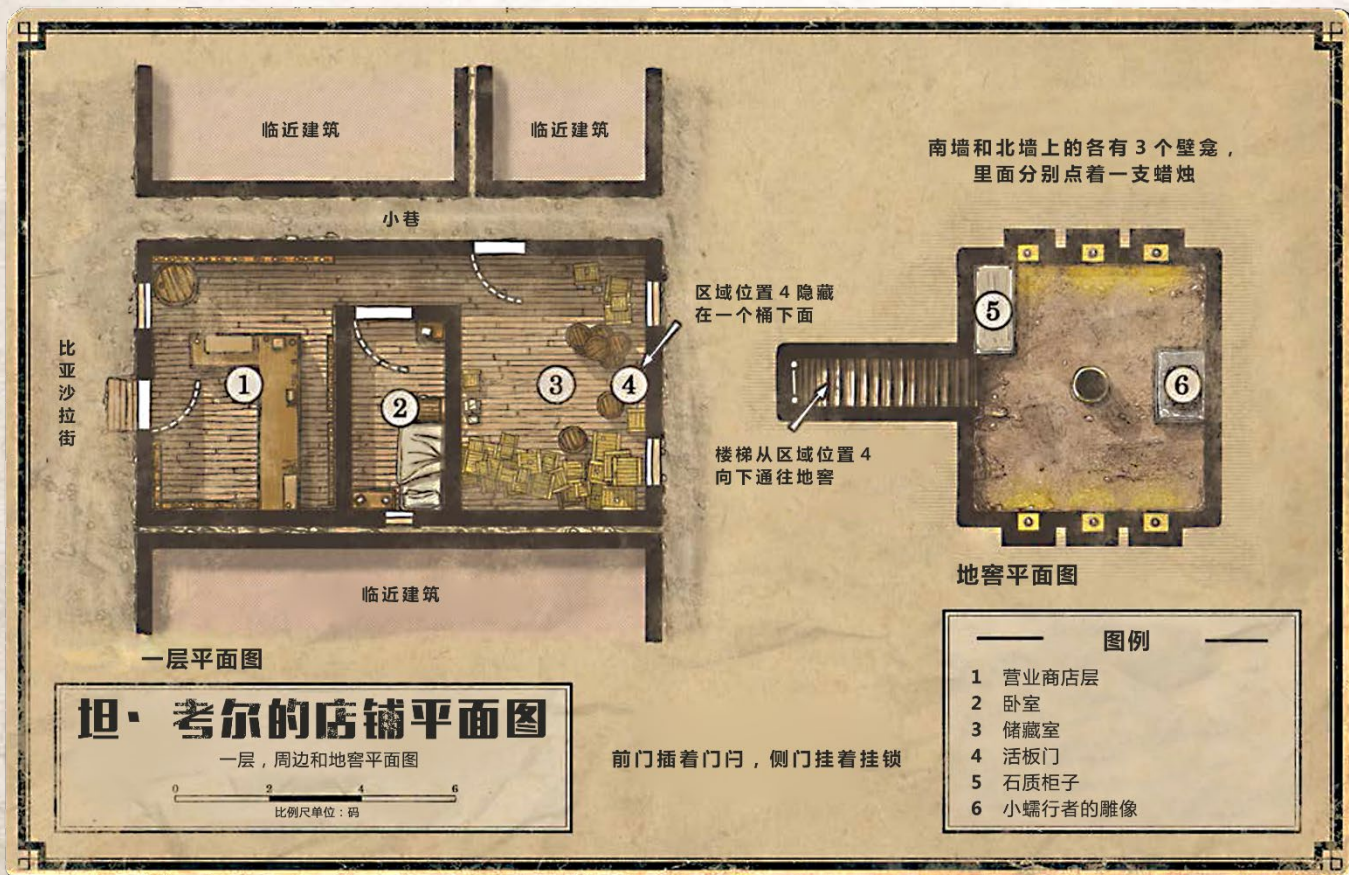 临近建筑
临近建筑
小巷
南墙和北墙上的各有 3 个壁龛，
里面分别点着一支蜡烛
区域位置 4 隐藏
在一个桶下面
比亚沙拉街
1
2
3
4
5
6
楼梯从区域位置 4
向下通往地窖
临近建筑
地窖平面图
一层平面图
坦·考尔的店铺平面图
一层，周边和地窖平面图
0 2 4 6
比例尺单位：码
前门插着门闩，侧门挂着挂锁
图例
1 营业商店层
2 卧室
3 储藏室
4 活板门
5 石质柜子
6 小蠕行者的雕像